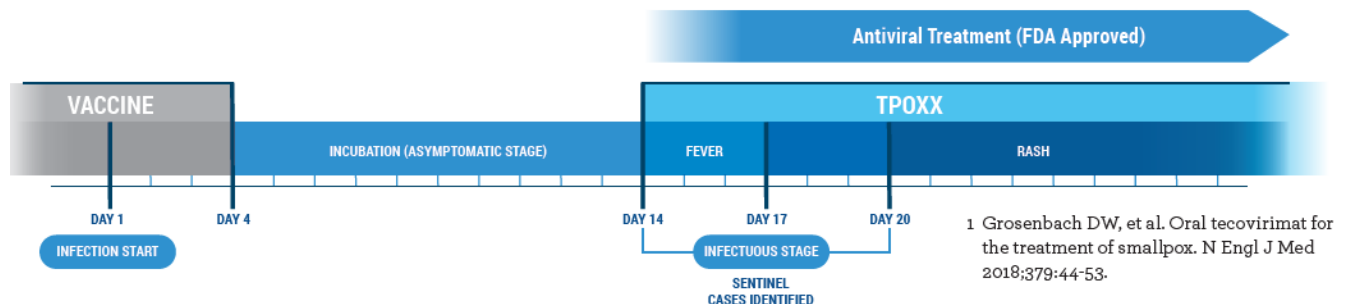 Antiviral Treatment (FDA Approved)
VACCINE
TPOXX
INCUBATION (ASYMPTOMATIC STAGE)
FEVER
RASH
DAY 1
DAY 4
DAY 14
DAY 17
DAY 20
INFECTION START
INFECTUOUS STAGE
SENTINEL
CASES IDENTIFIED
1 Grosenbach DW, et al. Oral tecovirimat for
the treatment of smallpox. N Engl J Med
2018;379:44-53.